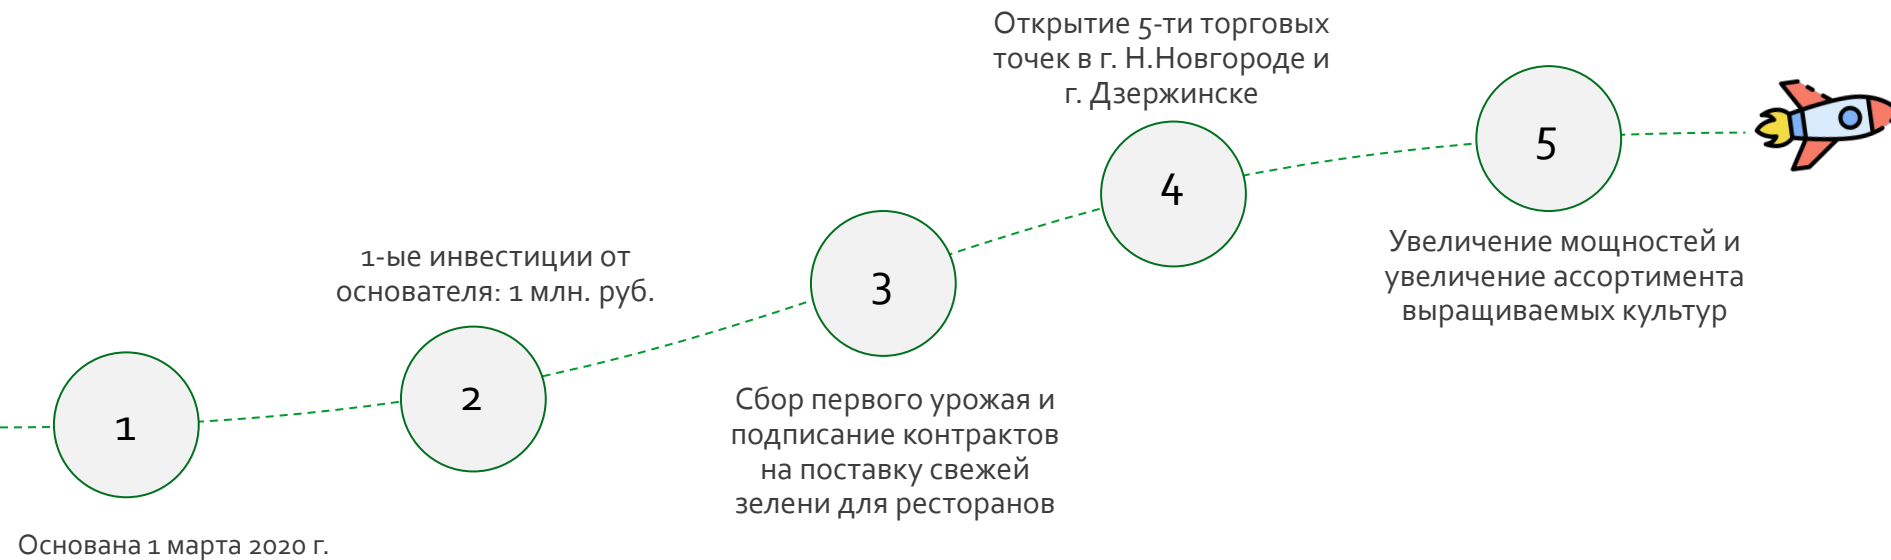 1
Основана 1 марта 2020 г.
1-ые инвестиции от
основателя: 1 млн. руб.
2
3
Сбор первого урожая и
подписание контрактов
на поставку свежей
зелени для ресторанов
Открытие 5-ти торговых
точек в г. Н.Новгороде и
г. Дзержинске
4
5
Увеличение мощностей и
увеличение ассортимента
выращиваемых культур